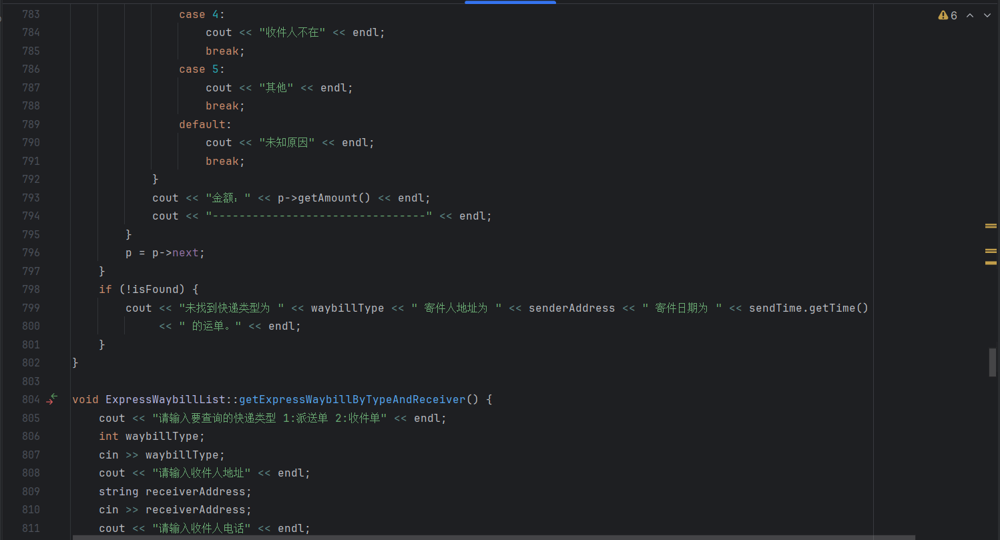 6
783 case 4:
784 cout << "收件人不在" << endl;
785 break;
786 case 5:
787 cout << "其他" << endl;
788 break;
789 default:
790 cout << "未知原因" << endl;
791 break;
792 }
793 cout << "金额：" << p->getAmount() << endl;
794 cout << "--------------------------------" << endl;
795 }
796 p = p->next;
797 }
798 if (!isFound) {
799 cout << "未找到快递类型为 " << waybillType << " 寄件人地址为 " << senderAddress << " 寄件日期为 " << sendTime.getTime()
800 << " 的运单。" << endl;
801 }
802 }
803
804 void ExpressWaybillList::getExpressWaybillByTypeAndReceiver() {
805 cout << "请输入要查询的快递类型 1:派送单 2:收件单" << endl;
806 int waybillType;
807 cin >> waybillType;
808 cout << "请输入收件人地址" << endl;
809 string receiverAddress;
810 cin >> receiverAddress;
811 cout << "请输入收件人电话" << endl;